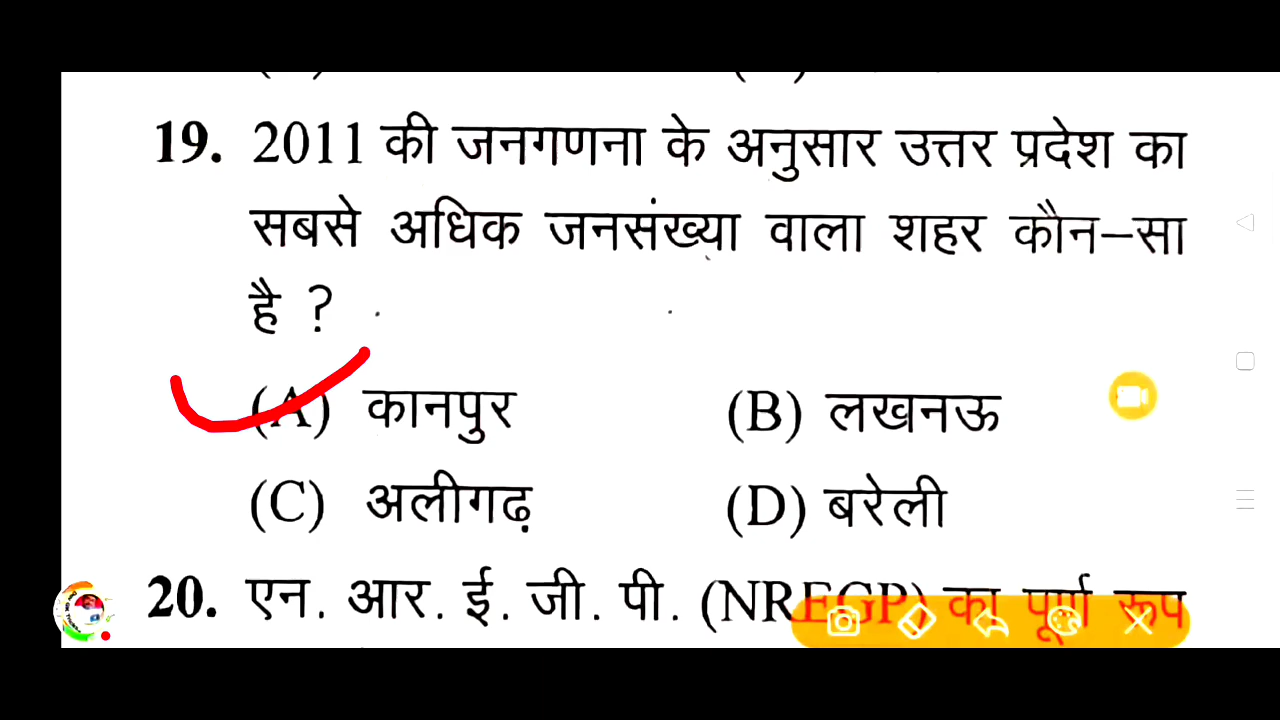 19. 2011 की जनगणना के अनुसार उत्तर प्रदेश का
सबसे अधिक जनसंख्या वाला शहर कौन–सा
है ?
(A) कानपुर (B) लखनऊ
(C) अलीगढ़ (D) बरेली
20. एन. आर. ई. जी. पी. (NREGP) का पूर्ण रूप